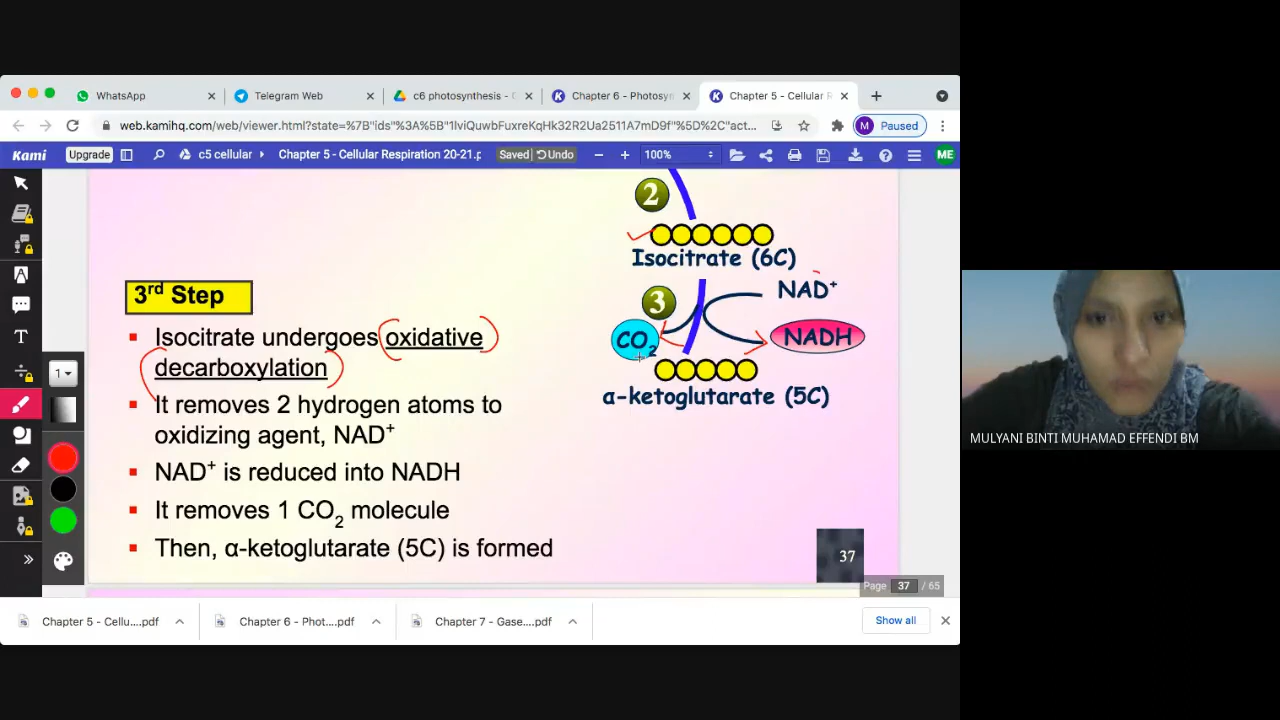 WhatsApp
Telegram Web
c6 photosynthesis -
Chapter 6 - Photosyn
Chapter 5 - Cellular R
web.kamihq.com/web/viewer.html?state=%7B"ids"%3A%5B"1lviQuwbFuxreKqHk32R2Ua2511A7mD9f"%5D%2C"act...
M Paused
Kami Upgrade c5 cellular Chapter 5 - Cellular Respiration 20-21.p Saved Undo 100% ME
2
Isocitrate (6C)
3rd Step
3
NAD+
Isocitrate undergoes oxidative
decarboxylation
CO2
NADH
α-ketoglutarate (5C)
It removes 2 hydrogen atoms to
oxidizing agent, NAD+
NAD+ is reduced into NADH
It removes 1 CO2 molecule
Then, α-ketoglutarate (5C) is formed
37
Page 37 / 65
T
1
Chapter 5 - Cellu....pdf
Chapter 6 - Phot....pdf
Chapter 7 - Gase....pdf
Show all
MULYANI BINTI MUHAMAD EFFENDI BM